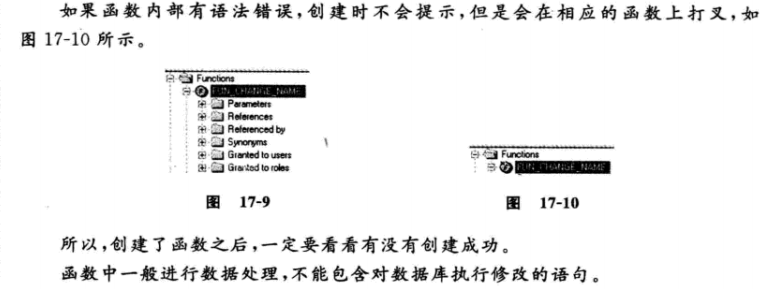 如果函数内部有语法错误,创建时不会提示,但是会在相应的函数上打叉,如
图 17-10 所示。
Functions
FUN_CHANGE_NAME
Parameters
References
Referenced by
Synonyms
Granted to users
Granted to roles
图 17-9
Functions
FUN_CHANGE_NAME
图 17-10
所以,创建了函数之后,一定要看看有没有创建成功。
函数中一般进行数据处理,不能包含对数据库执行修改的语句。